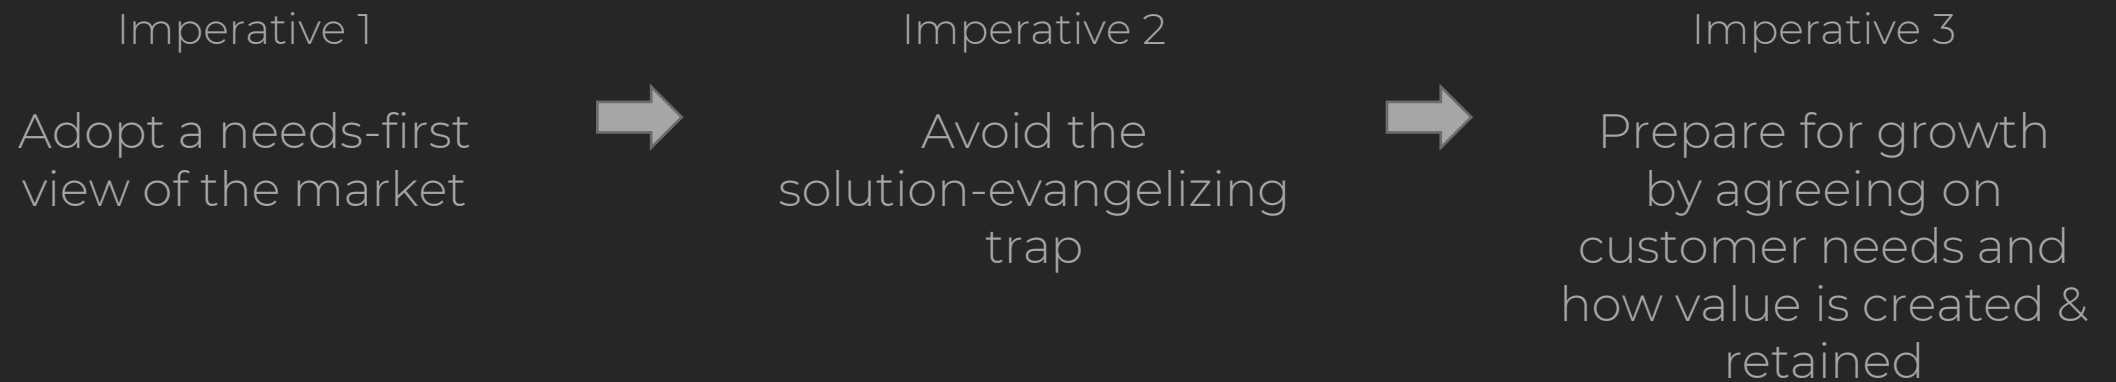 Imperative 1
Adopt a needs-first
view of the market
Imperative 2
Avoid the
solution-evangelizing
trap
Imperative 3
Prepare for growth
by agreeing on
customer needs and
how value is created &
retained